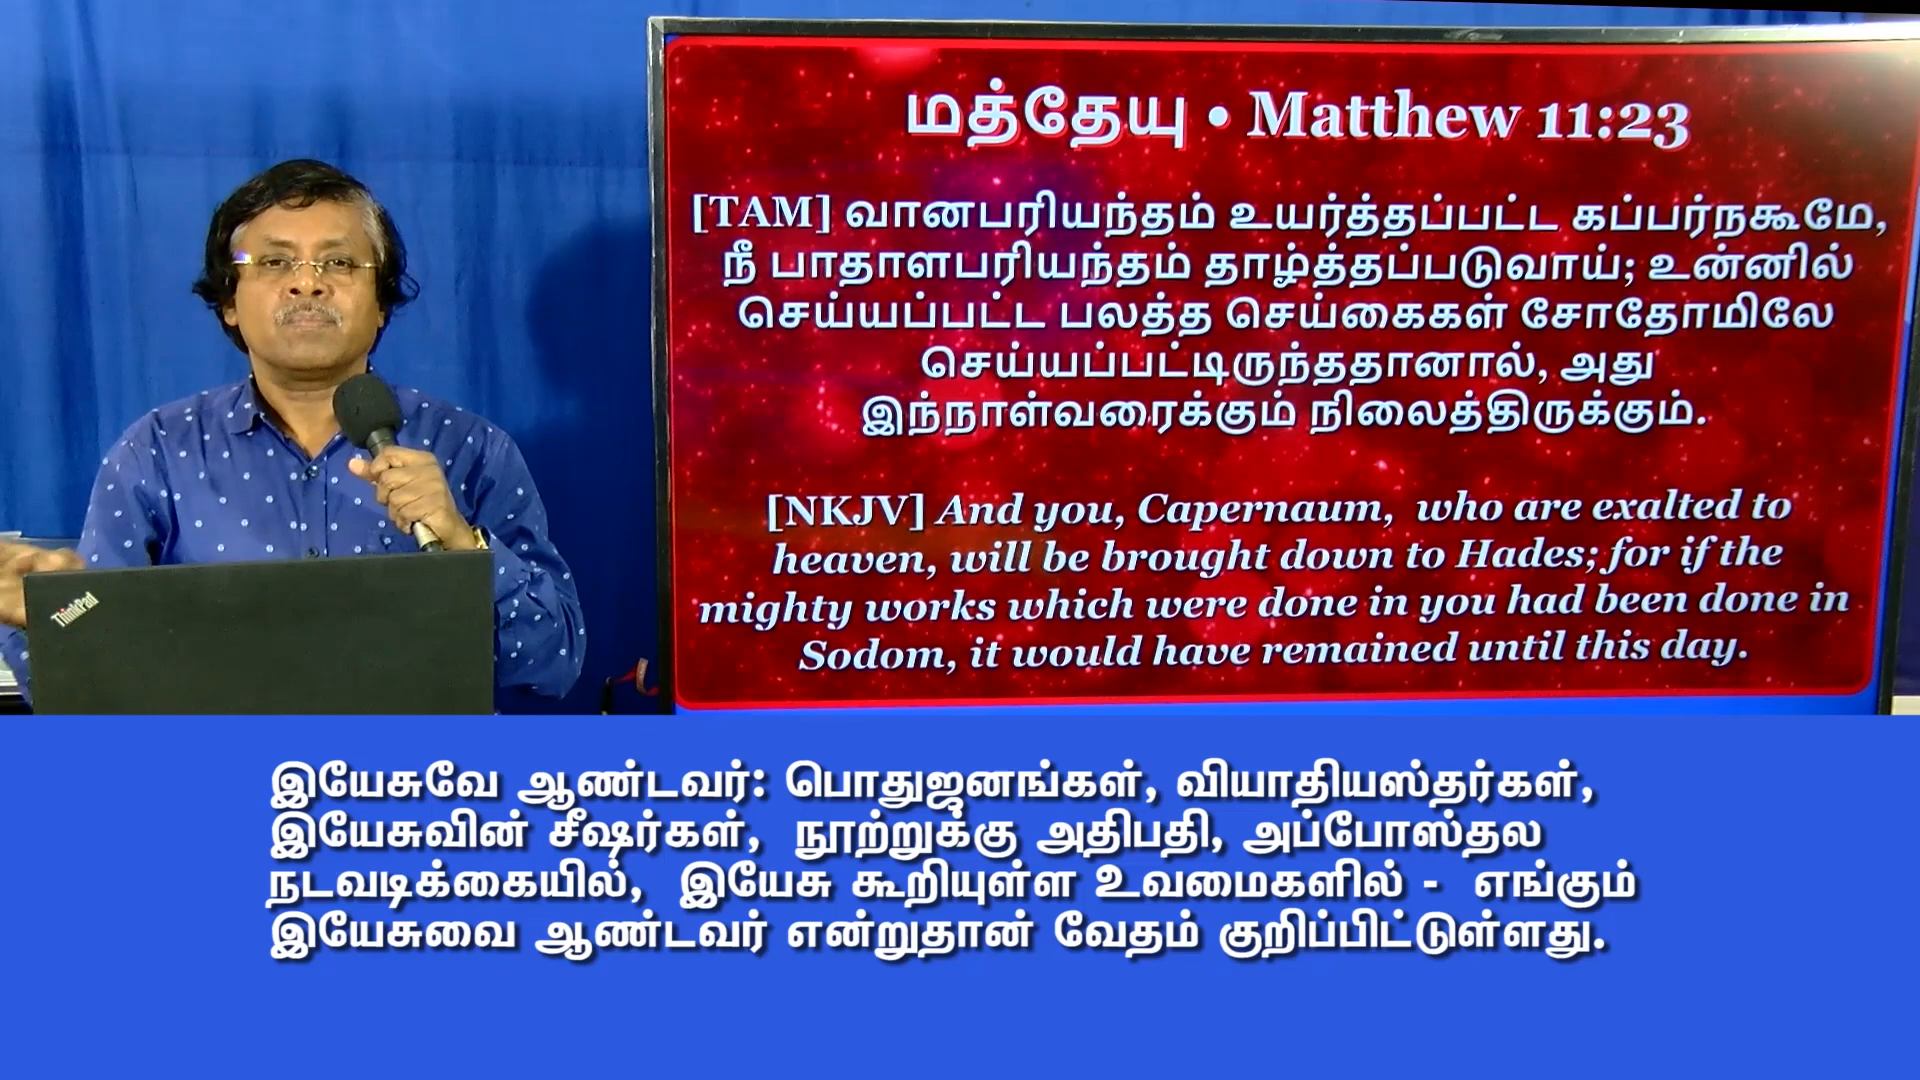 மத்தேயு • Matthew 11:23
[TAM] வானபரியந்தம் உயர்த்தப்பட்ட கப்பர்நகூமே,
நீ பாதாளபரியந்தம் தாழ்த்தப்படுவாய்; உன்னில்
செய்யப்பட்ட பலத்த செய்கைகள் சோதோமிலே
செய்யப்பட்டிருந்ததானால், அது
இந்நாள்வரைக்கும் நிலைத்திருக்கும்.
[NKJV] And you, Capernaum, who are exalted to
heaven, will be brought down to Hades; for if the
mighty works which were done in you had been done in
Sodom, it would have remained until this day.
ThinkPad
இயேசுவே ஆண்டவர்: பொதுஜனங்கள், வியாதியஸ்தர்கள்,
இயேசுவின் சீஷர்கள், நூற்றுக்கு அதிபதி, அப்போஸ்தல
நடவடிக்கையில், இயேசு கூறியுள்ள உவமைகளில் - எங்கும்
இயேசுவை ஆண்டவர் என்றுதான் வேதம் குறிப்பிட்டுள்ளது.